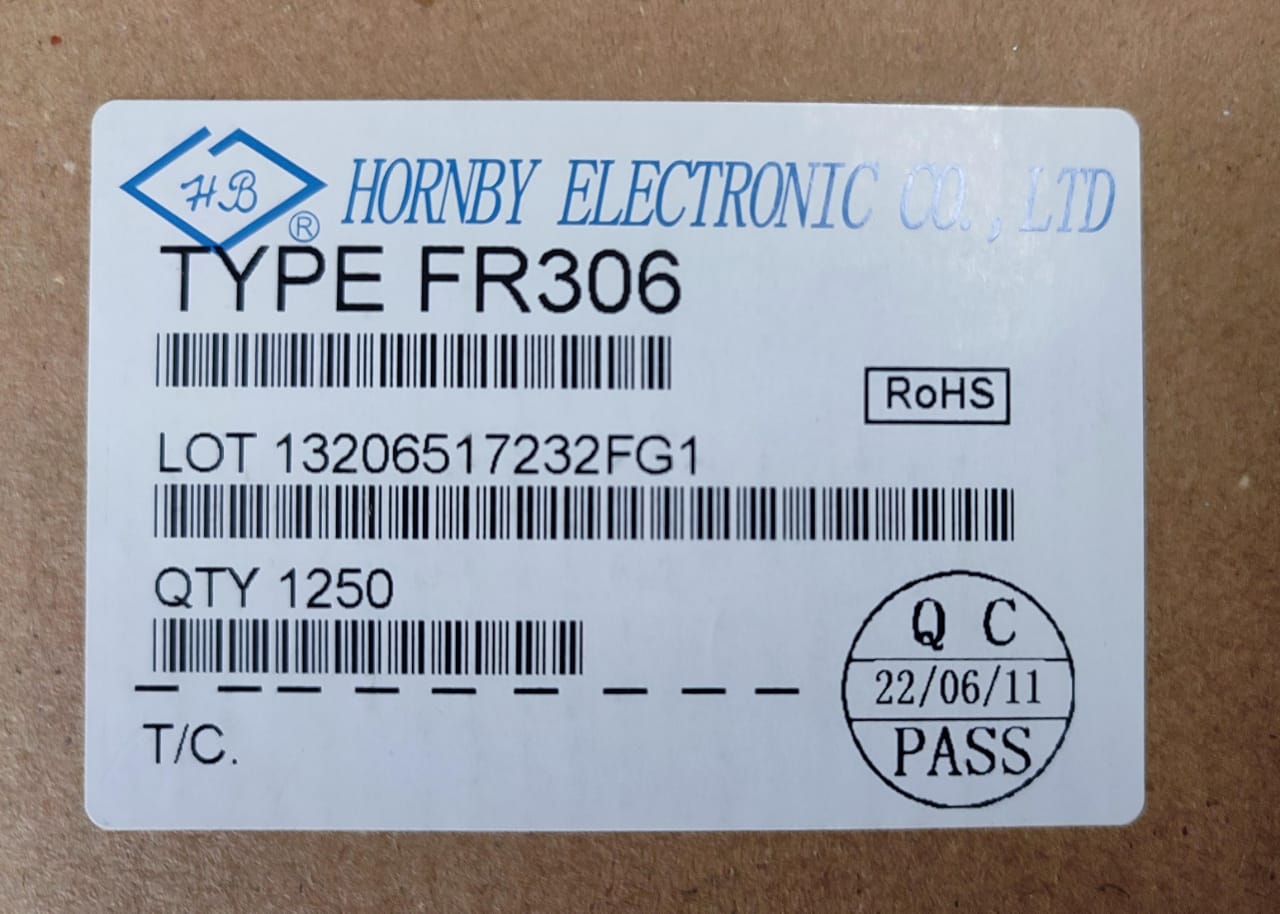 HB ® HORNBY ELECTRONIC CO.,LTD
TYPE FR306
RoHS
LOT 13206517232FG1
QTY 1250
T/C.
Q C
22/06/11
PASS